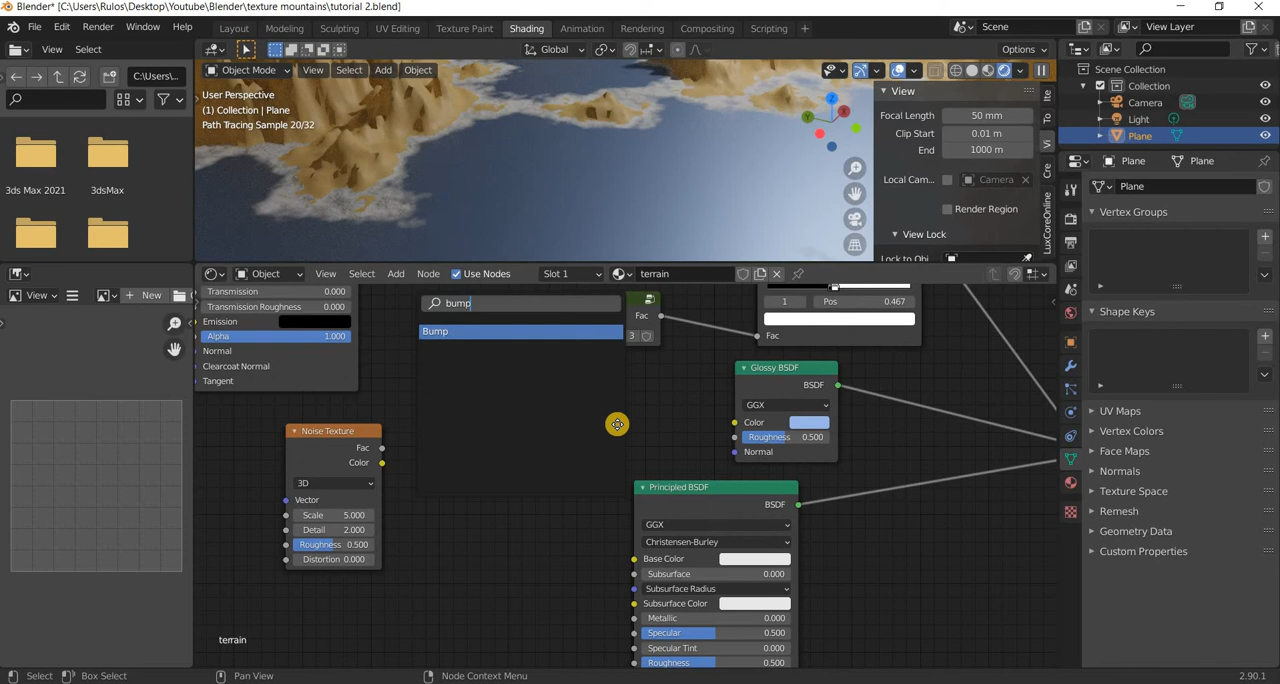 Blender* [C:\Users\Rulos\Desktop\Youtube\Blender\texture mountains\tutorial 2.blend]
File Edit Render Window Help
Layout Modeling Sculpting UV Editing Texture Paint Shading Animation Rendering Compositing Scripting +
Scene
View Layer
View Select
Global
Options
C:\Users\...
Object Mode View Select Add Object
User Perspective
(1) Collection | Plane
Path Tracing Sample 20/32
Z
X
Y
View
Focal Length 50 mm
Clip Start 0.01 m
End 1000 m
Local Cam... Camera
Render Region
View Lock
Lock to Obj
Ite
To
Vi
Cre
LuxCoreOnline
Scene Collection
Collection
Camera
Light
Plane
Plane Plane
Plane
Vertex Groups
Shape Keys
UV Maps
Vertex Colors
Face Maps
Normals
Texture Space
Remesh
Geometry Data
Custom Properties
3ds Max 2021 3dsMax
View + New
Object View Select Add Node Use Nodes Slot 1 terrain
Transmission 0.000
Transmission Roughness 0.000
Emission
Alpha 1.000
Normal
Clearcoat Normal
Tangent
bump
Bump
Fac
3
1 Pos 0.467
Fac
Glossy BSDF
BSDF
GGX
Color
Roughness 0.500
Normal
Noise Texture
Fac
Color
3D
Vector
Scale 5.000
Detail 2.000
Roughness 0.500
Distortion 0.000
Principled BSDF
BSDF
GGX
Christensen-Burley
Base Color
Subsurface 0.000
Subsurface Radius
Subsurface Color
Metallic 0.000
Specular 0.500
Specular Tint 0.000
Roughness 0.500
terrain
Select Box Select Pan View Node Context Menu 2.90.1